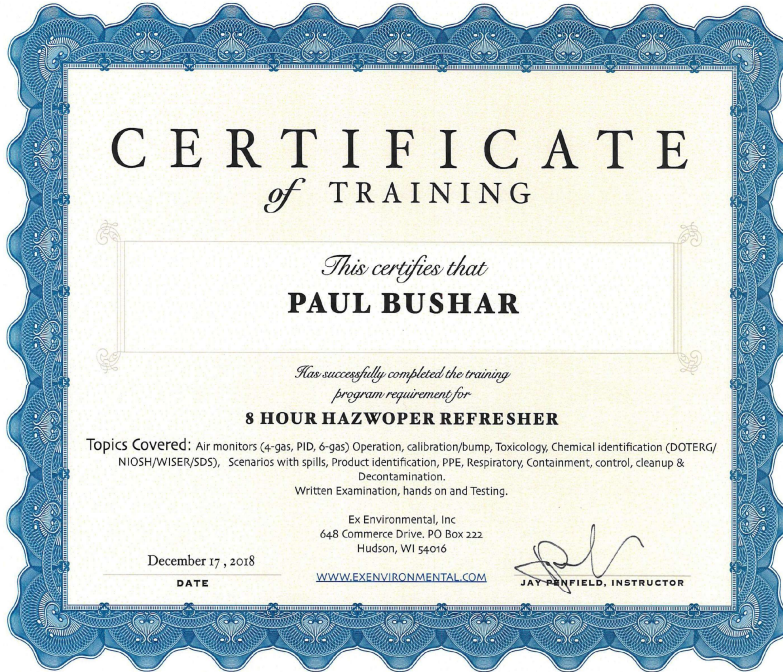 CERTIFICATE
of TRAINING
This certifies that
PAUL BUSHAR
Has successfully completed the training
program requirement for
8 HOUR HAZWOPER REFRESHER
Topics Covered: Air monitors (4-gas, PID, 6-gas) Operation, calibration/bump, Toxicology, Chemical identification (DOTERG/
NIOSH/WISER/SDS), Scenarios with spills, Product identification, PPE, Respiratory, Containment, control, cleanup &
Decontamination.
Written Examination, hands on and Testing.
Ex Environmental, Inc
648 Commerce Drive. PO Box 222
Hudson, WI 54016
December 17 , 2018
DATE
WWW.EXENVIRONMENTAL.COM
JAY PENFIELD, INSTRUCTOR